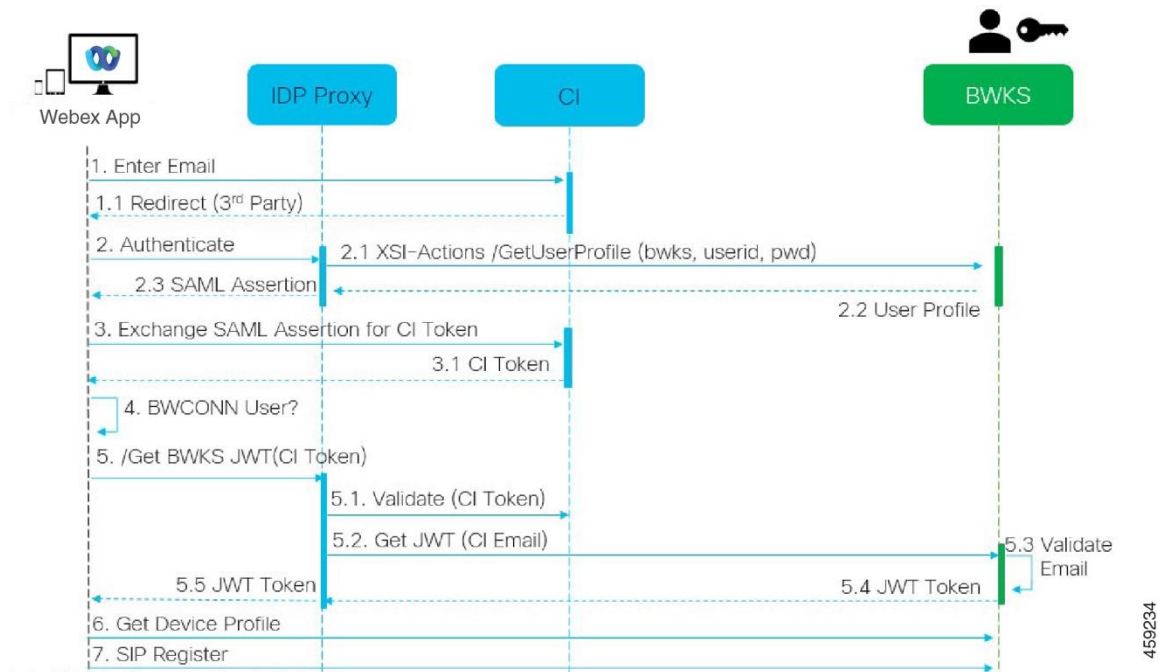 Webex App
IDP Proxy
CI
BWKS
1. Enter Email
1.1 Redirect (3rd Party)
2. Authenticate
2.1 XSI-Actions /GetUserProfile (bwks, userid, pwd)
2.3 SAML Assertion
2.2 User Profile
3. Exchange SAML Assertion for CI Token
3.1 CI Token
4. BWCONN User?
5. /Get BWKS JWT(CI Token)
5.1. Validate (CI Token)
5.2. Get JWT (CI Email)
5.3 Validate
Email
5.5 JWT Token
5.4 JWT Token
6. Get Device Profile
7. SIP Register
459234